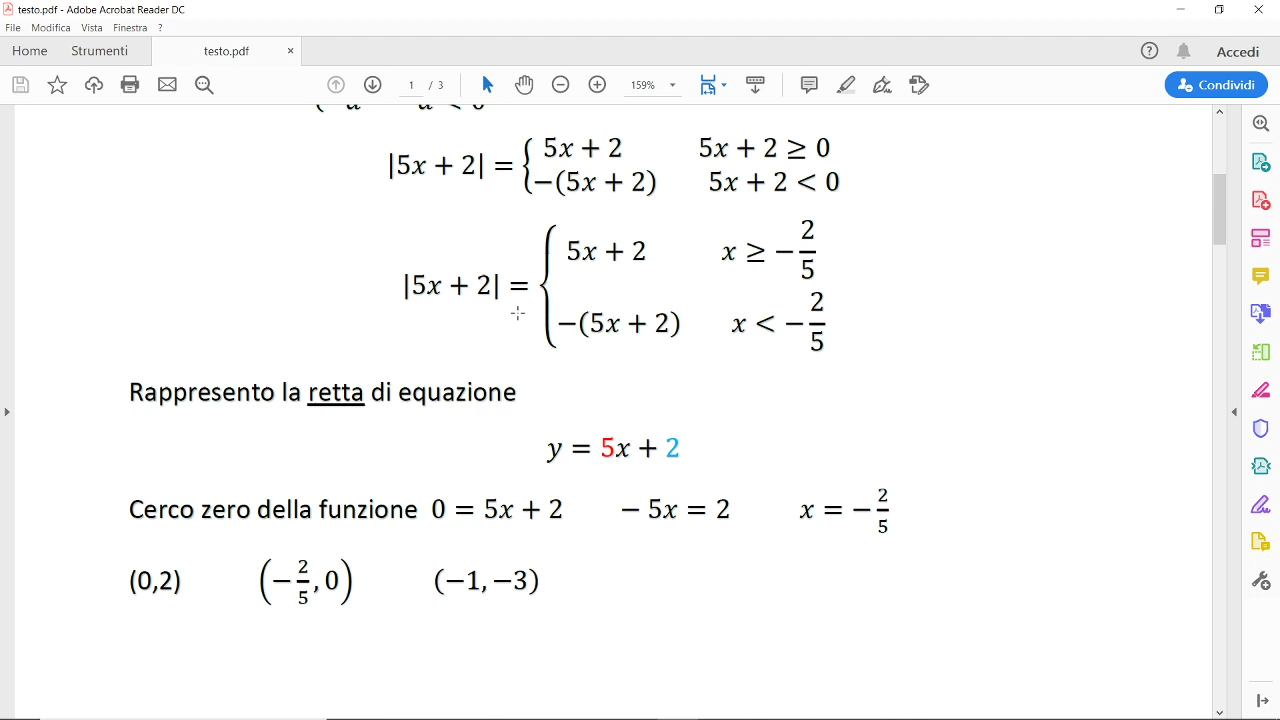 testo.pdf - Adobe Acrobat Reader DC
File Modifica Vista Finestra ?
Home Strumenti testo.pdf × Accedi
1 / 3 159% Condividi
|5x + 2| = { 5x + 2 5x + 2 ≥ 0
−(5x + 2) 5x + 2 < 0
|5x + 2| = { 5x + 2 x ≥ −2/5
−(5x + 2) x < −2/5
Rappresento la retta di equazione
y = 5x + 2
Cerco zero della funzione 0 = 5x + 2 − 5x = 2 x = −2/5
(0,2) (−2/5, 0) (−1, −3)